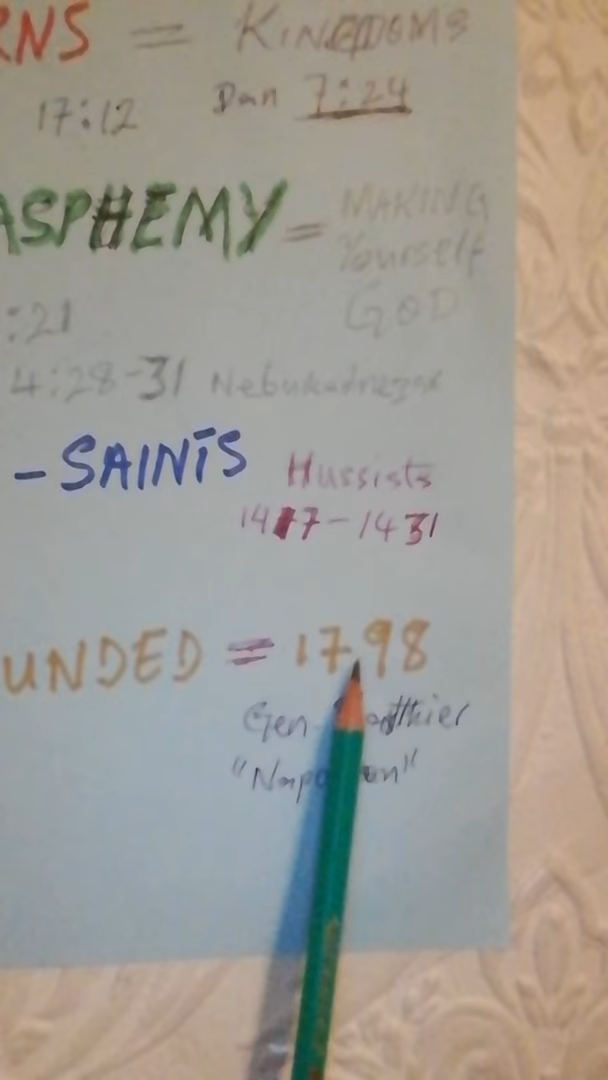 RNS = KINGDOMS
17:12 Dan 7:24
ASPHEMY = MAKING
Yourself
GOD
:21
4:28-31 Nebukadnezar
- SAINTS Hussists
1417-1431
UNDED = 1798
Gen
"Nap on"